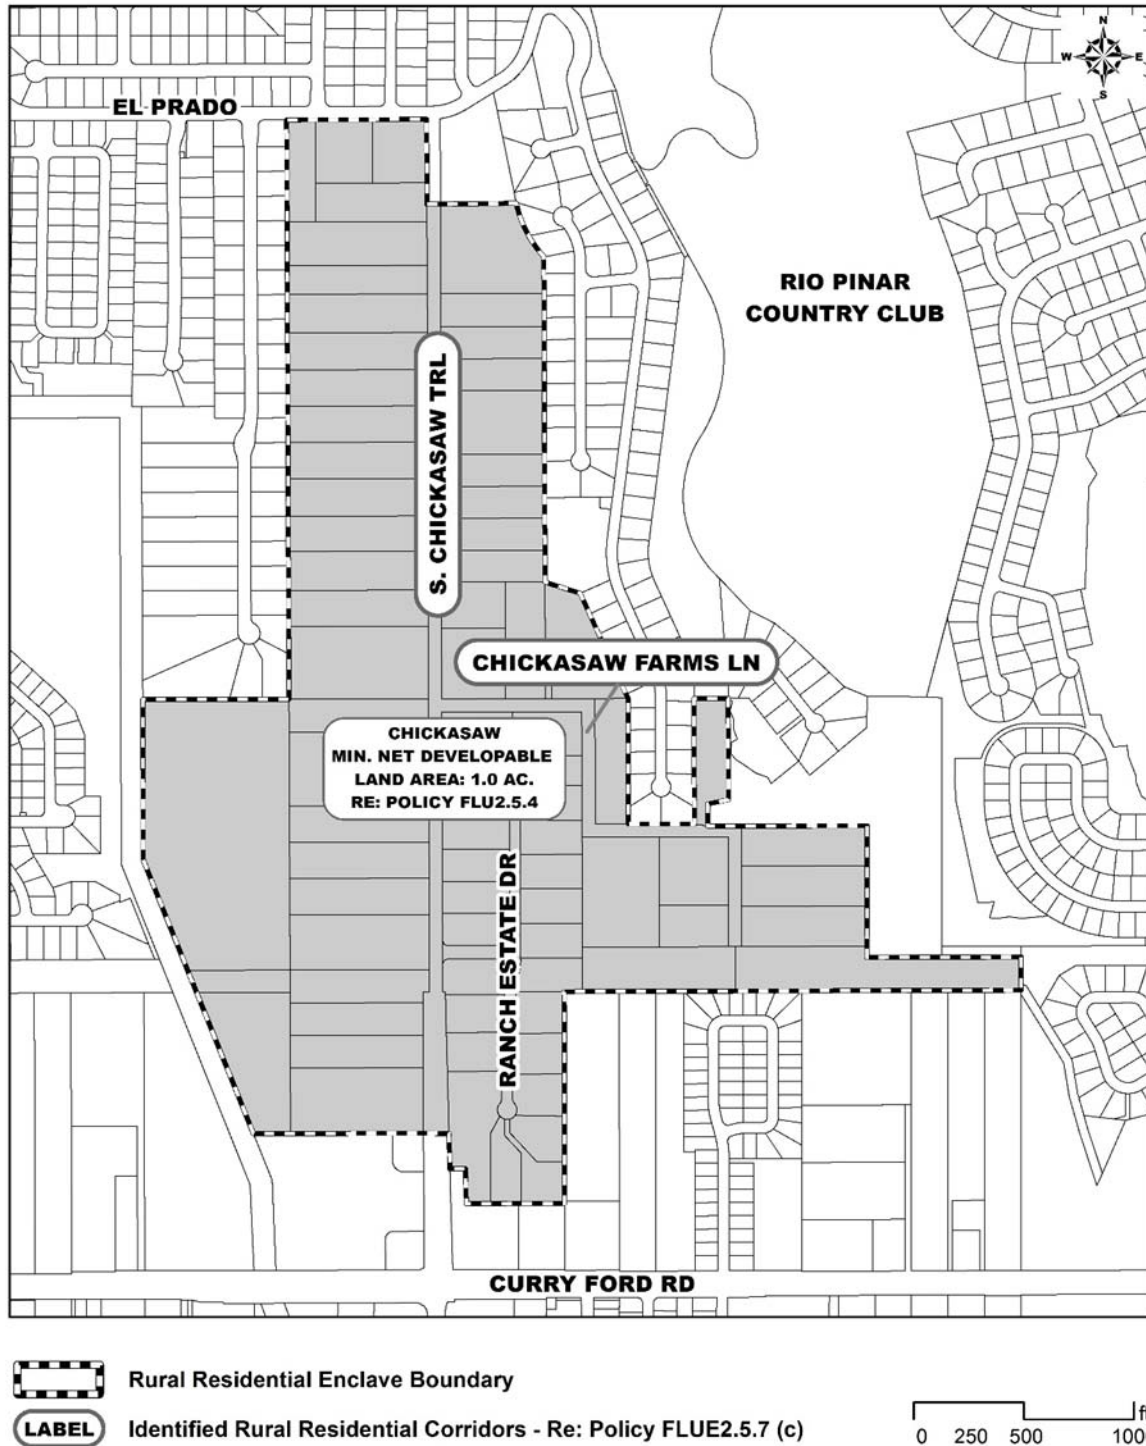 N
W E
S
EL PRADO
RIO PINAR
COUNTRY CLUB
S. CHICKASAW TRL
CHICKASAW FARMS LN
CHICKASAW
MIN. NET DEVELOPABLE
LAND AREA: 1.0 AC.
RE: POLICY FLU2.5.4
RANCH ESTATE DR
CURRY FORD RD
Rural Residential Enclave Boundary
LABEL Identified Rural Residential Corridors - Re: Policy FLUE2.5.7 (c)
0 250 500